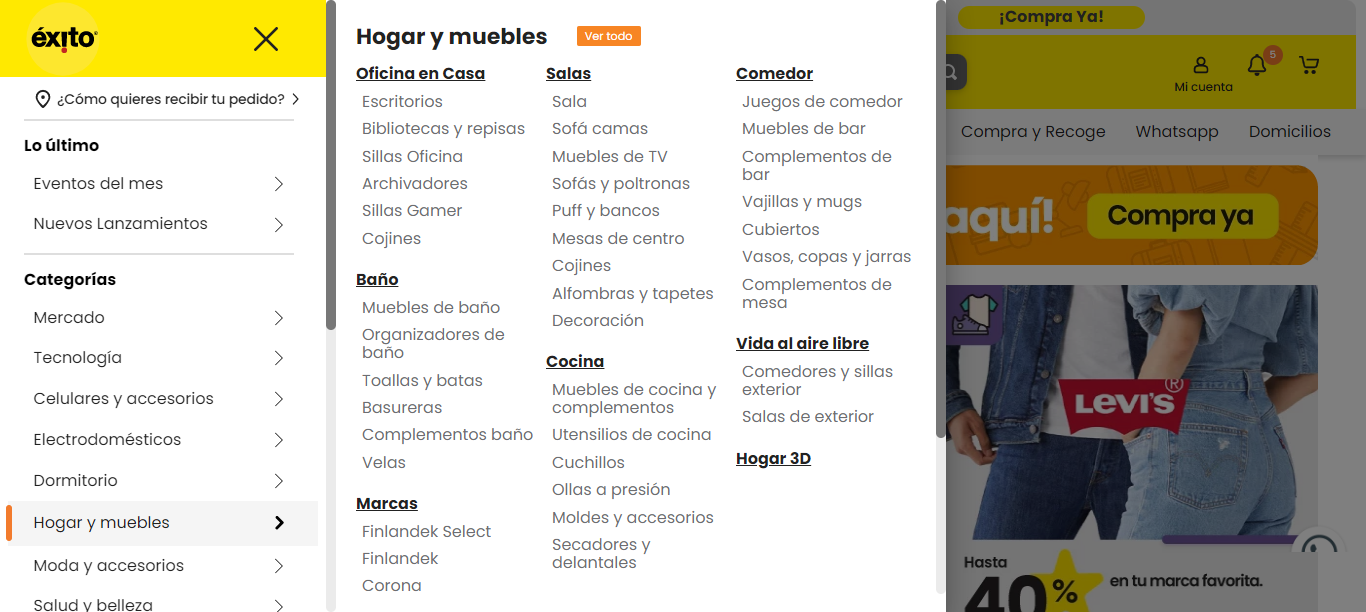 éxito
¿Cómo quieres recibir tu pedido?
Lo último
Eventos del mes
Nuevos Lanzamientos
Categorías
Mercado
Tecnología
Celulares y accesorios
Electrodomésticos
Dormitorio
Hogar y muebles
Moda y accesorios
Salud y belleza
Hogar y muebles
Ver todo
Oficina en Casa
Escritorios
Bibliotecas y repisas
Sillas Oficina
Archivadores
Sillas Gamer
Cojines
Baño
Muebles de baño
Organizadores de
baño
Toallas y batas
Basureras
Complementos baño
Velas
Marcas
Finlandek Select
Finlandek
Corona
Salas
Sala
Sofá camas
Muebles de TV
Sofás y poltronas
Puff y bancos
Mesas de centro
Cojines
Alfombras y tapetes
Decoración
Cocina
Muebles de cocina y
complementos
Utensilios de cocina
Cuchillos
Ollas a presión
Moldes y accesorios
Secadores y
delantales
Comedor
Juegos de comedor
Muebles de bar
Complementos de
bar
Vajillas y mugs
Cubiertos
Vasos, copas y jarras
Complementos de
mesa
Vida al aire libre
Comedores y sillas
exterior
Salas de exterior
Hogar 3D
¡Compra Ya!
5
Mi cuenta
Compra y Recoge
Whatsapp
Domicilios
aquí!
Compra ya
LEVI'S ®
Hasta
40%
en tu marca favorita.